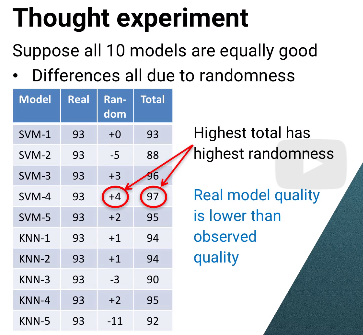 Thought experiment
Suppose all 10 models are equally good
• Differences all due to randomness
Model Real Ran-dom Total
SVM-1 93 +0 93
SVM-2 93 -5 88
SVM-3 93 +3 96
SVM-4 93 +4 97
SVM-5 93 +2 95
KNN-1 93 +1 94
KNN-2 93 +1 94
KNN-3 93 -3 90
KNN-4 93 +2 95
KNN-5 93 -11 92
Highest total has
highest randomness
Real model quality
is lower than
observed
quality